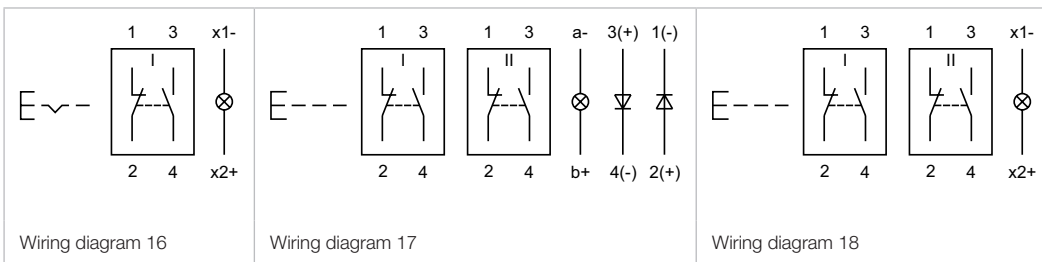 1 3 x1-
I
2 4 x2+
Wiring diagram 16
1 3 1 3 a- 3(+) 1(-)
I II
2 4 2 4 b+ 4(-) 2(+)
Wiring diagram 17
1 3 1 3 x1-
I II
2 4 2 4 x2+
Wiring diagram 18